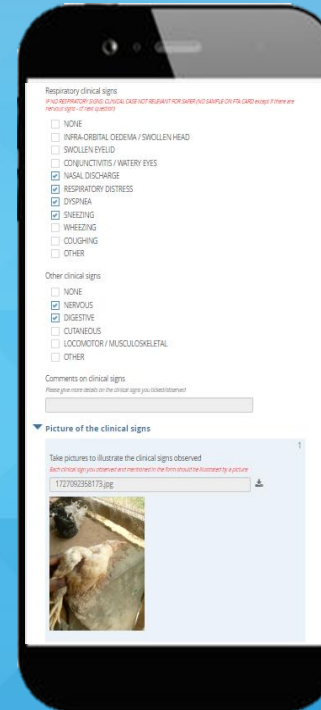 Respiratory clinical signs
IF NO RESPIRATORY SIGNS: CLINICAL CASE NOT RELEVANT FOR SAFER (NO SAMPLE ON FTA CARD except if there are
nervous signs - cf next question)
NONE
INFRA-ORBITAL OEDEMA / SWOLLEN HEAD
SWOLLEN EYELID
CONJUNCTIVITIS / WATERY EYES
NASAL DISCHARGE
RESPIRATORY DISTRESS
DYSPNEA
SNEEZING
WHEEZING
COUGHING
OTHER
Other clinical signs
NONE
NERVOUS
DIGESTIVE
CUTANEOUS
LOCOMOTOR / MUSCULOSKELETAL
OTHER
Comments on clinical signs
Please give more details on the clinical signs you ticked/observed
Picture of the clinical signs
1
Take pictures to illustrate the clinical signs observed
Each clinical sign you observed and mentioned in the form should be illustrated by a picture
1727092358173.jpg